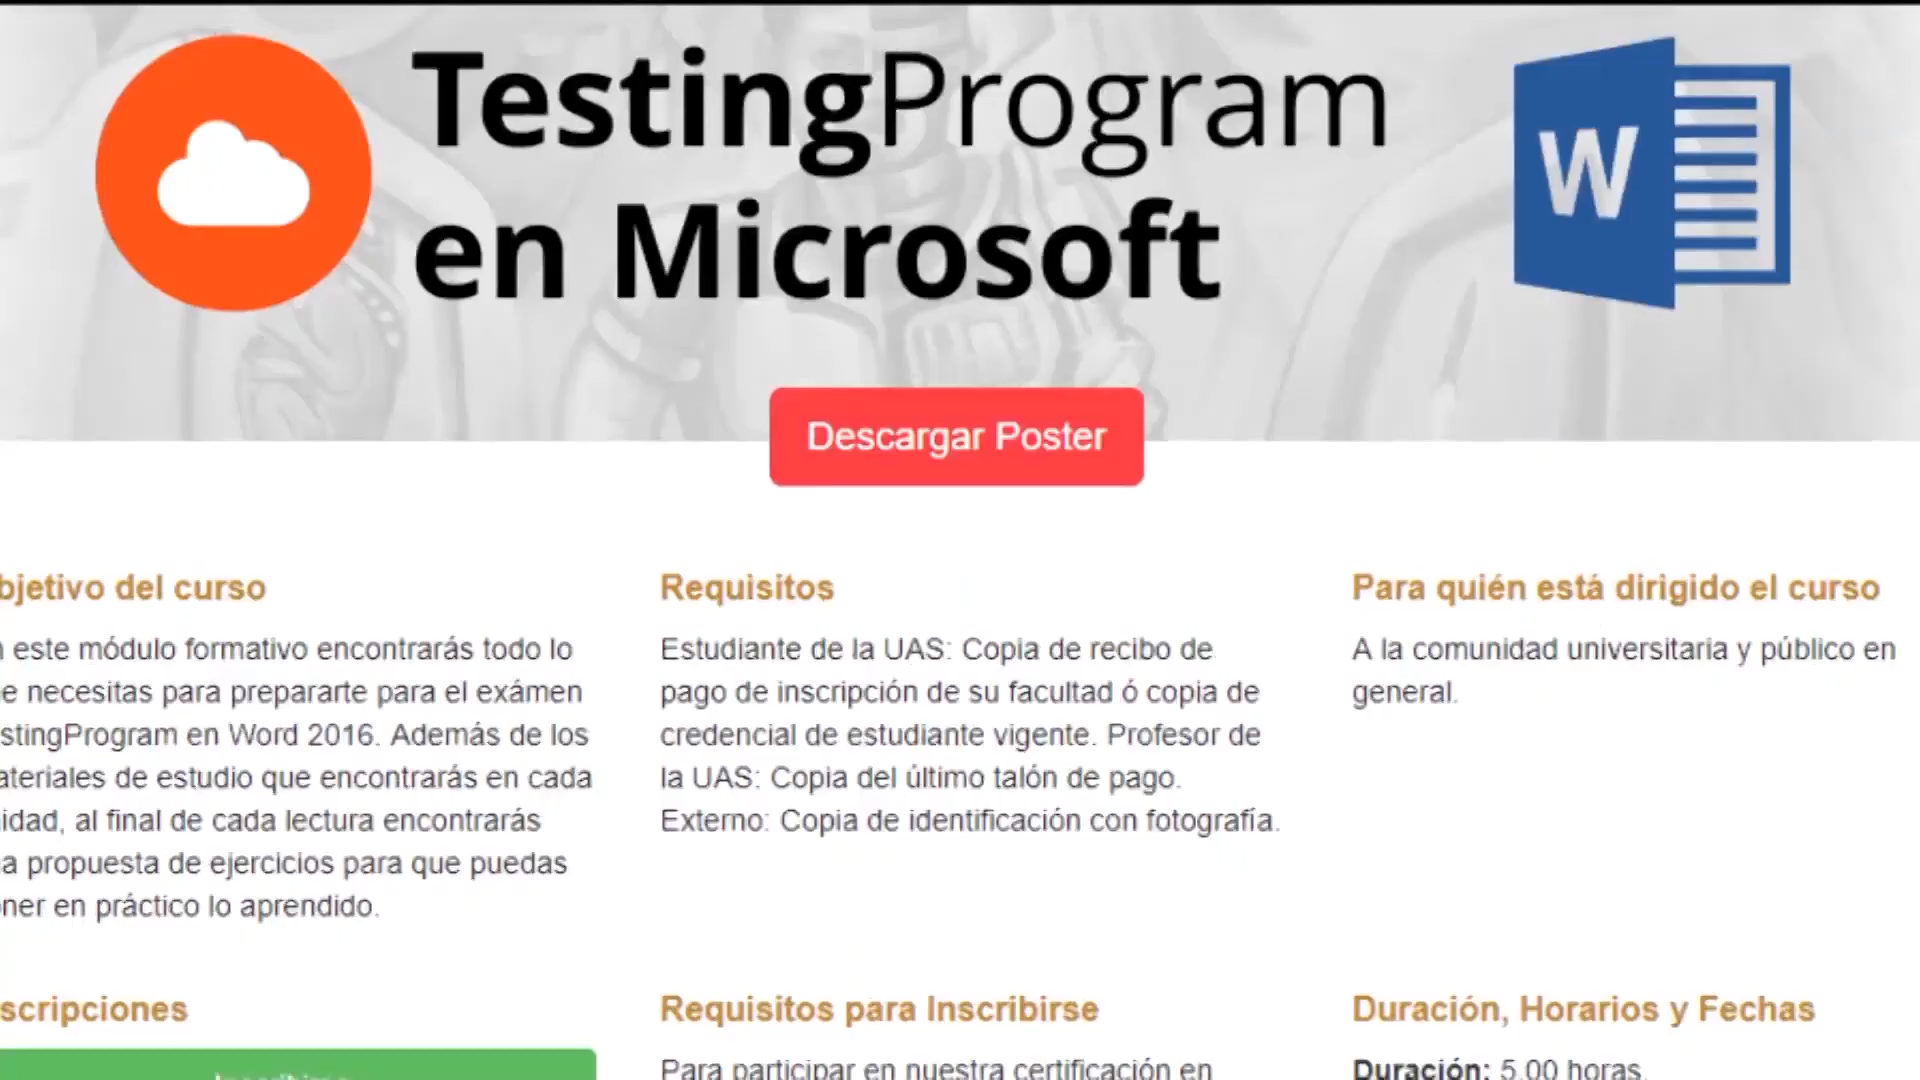 TestingProgram
en Microsoft
W
Descargar Poster
bjetivo del curso
este módulo formativo encontrarás todo lo
e necesitas para prepararte para el exámen
stingProgram en Word 2016. Además de los
ateriales de estudio que encontrarás en cada
idad, al final de cada lectura encontrarás
a propuesta de ejercicios para que puedas
ner en práctico lo aprendido.
Requisitos
Estudiante de la UAS: Copia de recibo de
pago de inscripción de su facultad ó copia de
credencial de estudiante vigente. Profesor de
la UAS: Copia del último talón de pago.
Externo: Copia de identificación con fotografía.
Para quién está dirigido el curso
A la comunidad universitaria y público en
general.
scripciones
Requisitos para Inscribirse
Para participar en nuestra certificación en
Duración, Horarios y Fechas
Duración: 5.00 horas.